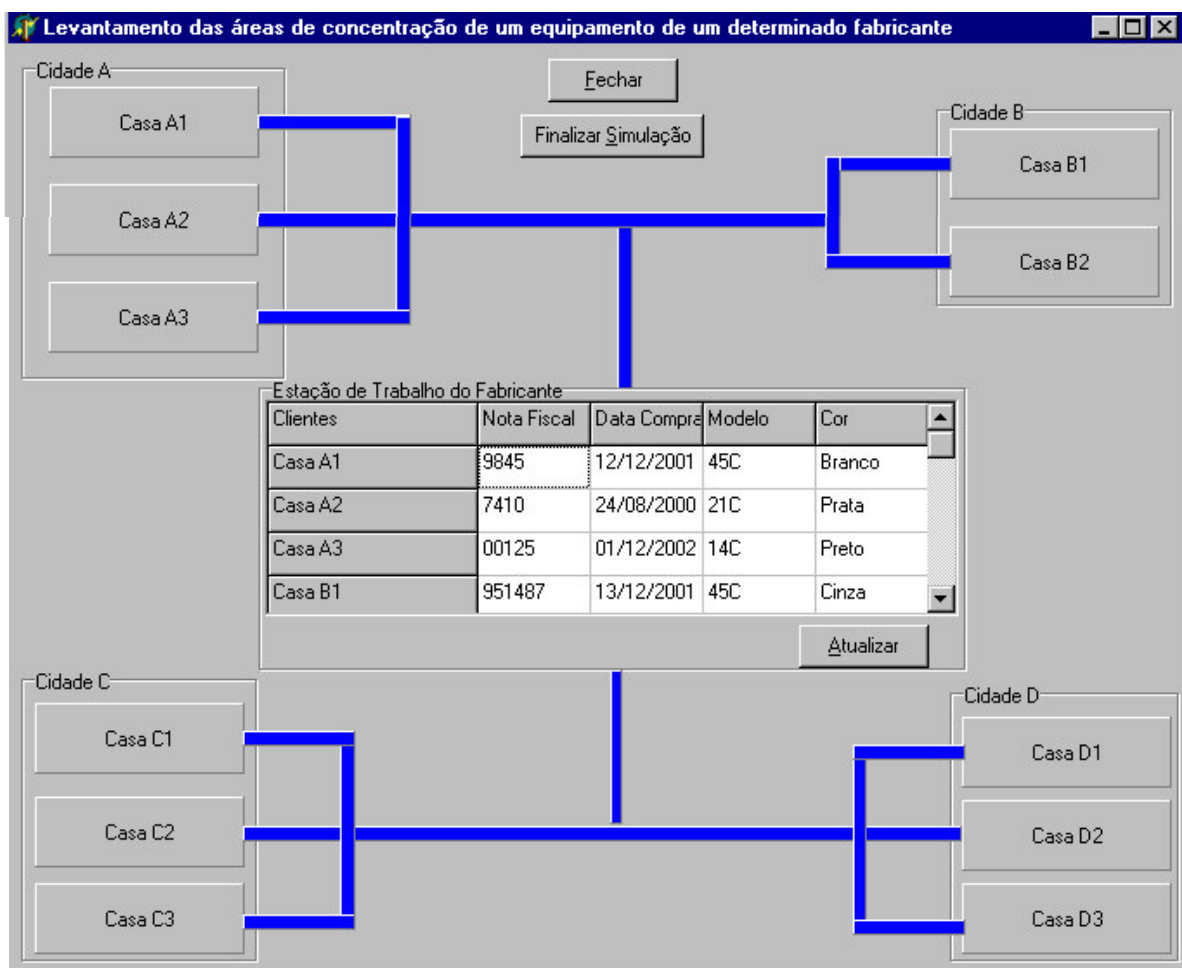 Levantamento das áreas de concentração de um equipamento de um determinado fabricante
Cidade A
Casa A1
Casa A2
Casa A3
Fechar
Finalizar Simulação
Cidade B
Casa B1
Casa B2
Estação de Trabalho do Fabricante
Clientes Nota Fiscal Data Compra Modelo Cor
Casa A1 9845 12/12/2001 45C Branco
Casa A2 7410 24/08/2000 21C Prata
Casa A3 00125 01/12/2002 14C Preto
Casa B1 951487 13/12/2001 45C Cinza
Atualizar
Cidade C
Casa C1
Casa C2
Casa C3
Cidade D
Casa D1
Casa D2
Casa D3